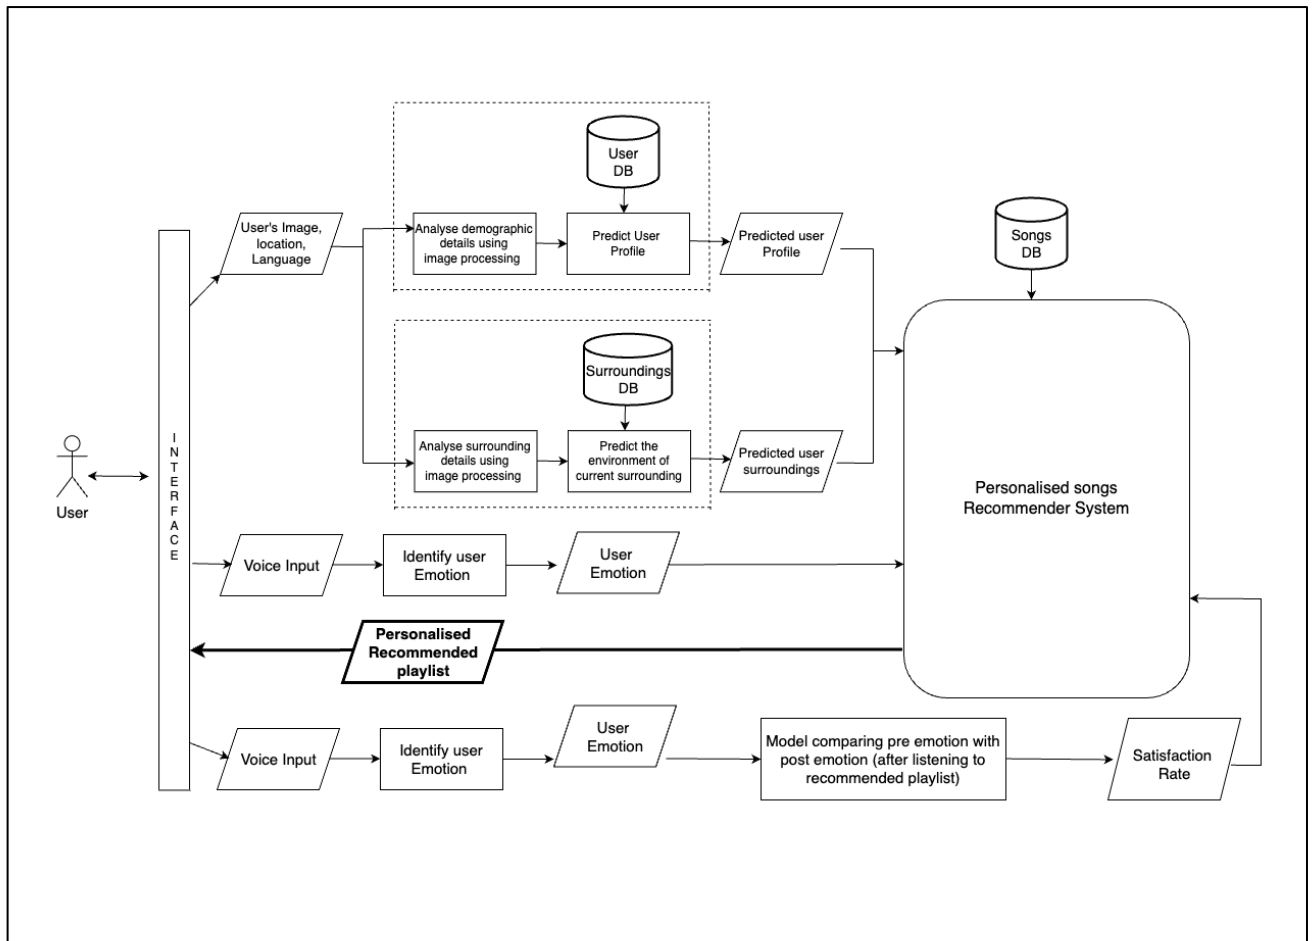 User
DB
User's Image,
location,
Language
Analyse demographic
details using
image processing
Predict User
Profile
Predicted user
Profile
Songs
DB
Surroundings
DB
Analyse surrounding
details using
image processing
Predict the
environment of
current surrounding
Predicted user
surroundings
Personalised songs
Recommender System
User
INTERFACE
Voice Input
Identify user
Emotion
User
Emotion
Personalised
Recommended
playlist
Voice Input
Identify user
Emotion
User
Emotion
Model comparing pre emotion with
post emotion (after listening to
recommended playlist)
Satisfaction
Rate